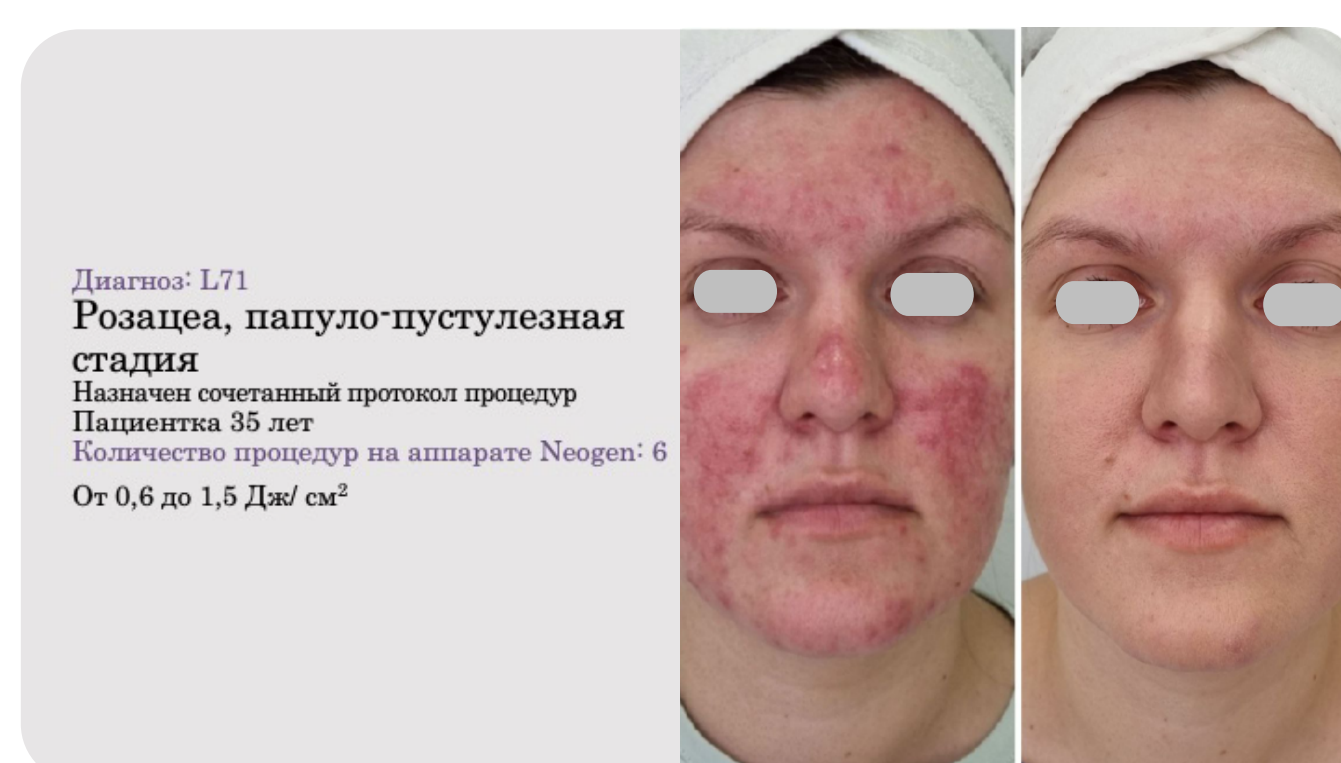 Диагноз: L71
Розацеа, папуло-пустулезная
стадия
Назначен сочетанный протокол процедур
Пациентка 35 лет
Количество процедур на аппарате Neogen: 6
От 0,6 до 1,5 Дж/ см²